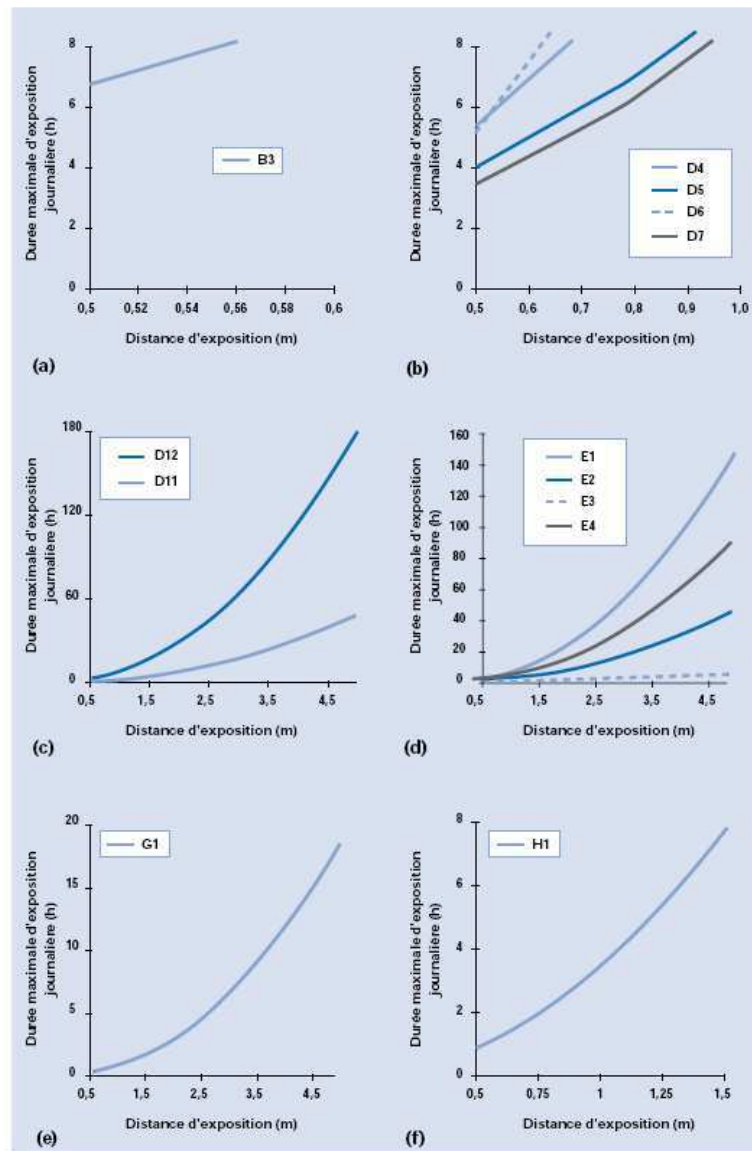 Durée maximale d'exposition
journalière (h)
8
6
4
2
0
B3
0,5
0,52
0,54
0,56
0,58
0,6
Distance d'exposition (m)
(a)
Durée maximale d'exposition
journalière (h)
8
6
4
2
0
D4
D5
D6
D7
0,5
0,6
0,7
0,8
0,9
1,0
Distance d'exposition (m)
(b)
Durée maximale d'exposition
journalière (h)
180
120
60
0
D12
D11
0,5
1,5
2,5
3,5
4,5
Distance d'exposition (m)
(c)
Durée maximale d'exposition
journalière (h)
160
140
120
100
80
60
40
20
0
E1
E2
E3
E4
0,5
1,5
2,5
3,5
4,5
Distance d'exposition (m)
(d)
Durée maximale d'exposition
journalière (h)
20
15
10
5
0
G1
0,5
1,5
2,5
3,5
4,5
Distance d'exposition (m)
(e)
Durée maximale d'exposition
journalière (h)
8
6
4
2
0
H1
0,5
0,75
1
1,25
1,5
Distance d'exposition (m)
(f)